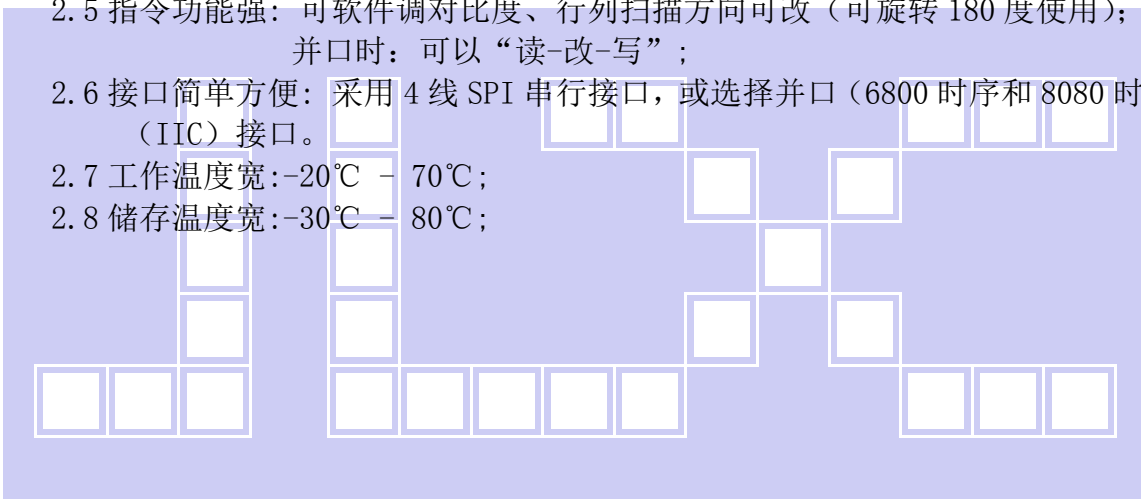 2.5 指令功能强: 可软件调对比度、行列扫描方向可改（可旋转 180 度使用）;
并口时: 可以“读-改-写”;
2.6 接口简单方便: 采用 4 线 SPI 串行接口，或选择并口（6800 时序和 8080 时
（IIC）接口。
2.7 工作温度宽:-20℃ - 70℃;
2.8 储存温度宽:-30℃ - 80℃;